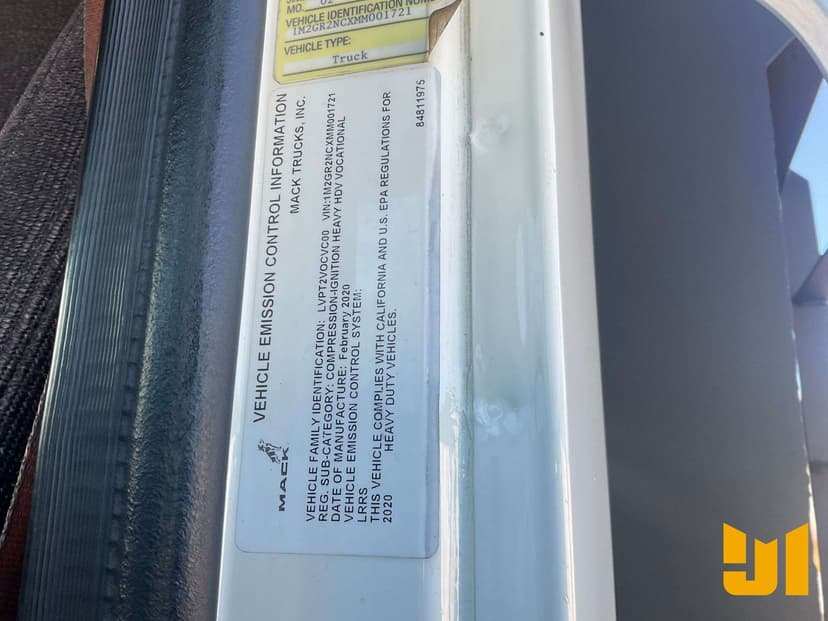 MO. 02
VEHICLE IDENTIFICATION
1M2GR2NCXMM001721
VEHICLE TYPE:
Truck
VEHICLE EMISSION CONTROL INFORMATION
MACK
MACK TRUCKS, INC.
VEHICLE FAMILY IDENTIFICATION: LVPT2VOCVC00 VIN:1M2GR2NCXMM001721
REG. SUB-CATEGORY: COMPRESSION-IGNITION HEAVY HDV VOCATIONAL
DATE OF MANUFACTURE: February 2020
VEHICLE EMISSION CONTROL SYSTEM:
LRRS
THIS VEHICLE COMPLIES WITH CALIFORNIA AND U.S. EPA REGULATIONS FOR
2020 HEAVY DUTY VEHICLES.
84811975